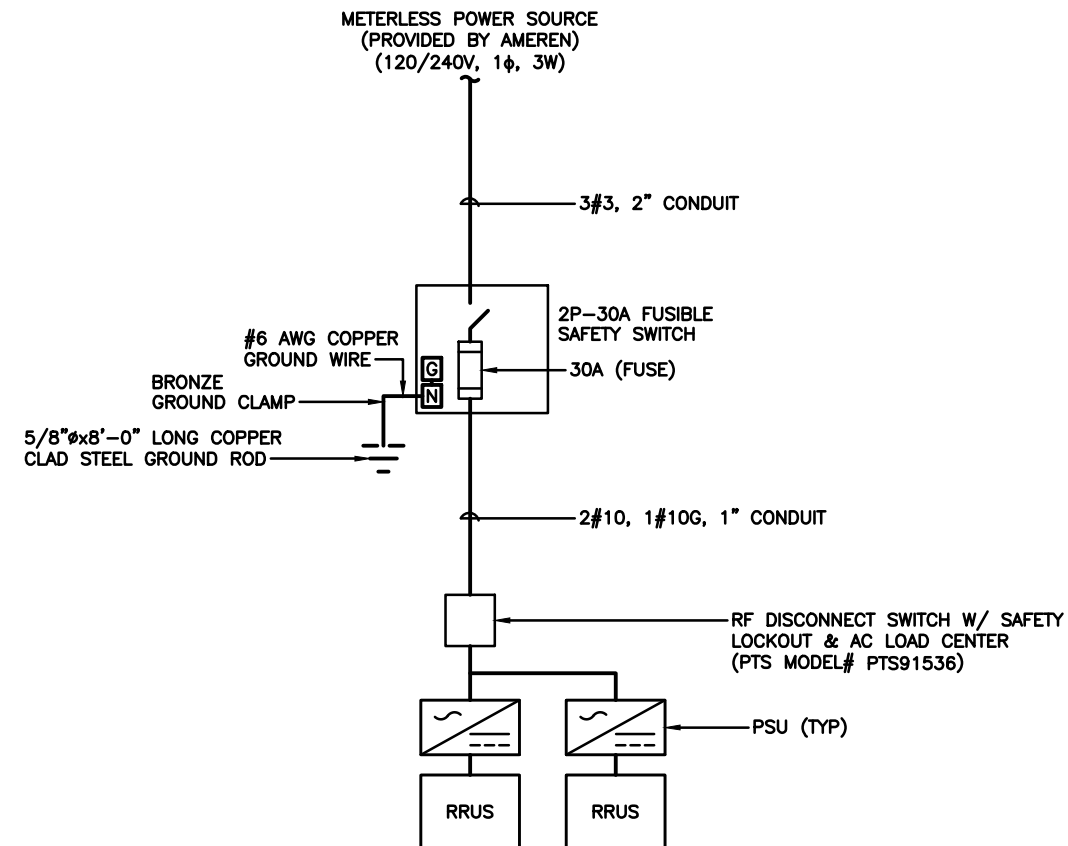 METERLESS POWER SOURCE
(PROVIDED BY AMEREN)
(120/240V, 1ϕ, 3W)
3#3, 2" CONDUIT
2P-30A FUSIBLE
SAFETY SWITCH
#6 AWG COPPER
GROUND WIRE
30A (FUSE)
G
N
BRONZE
GROUND CLAMP
5/8"øx8'-0" LONG COPPER
CLAD STEEL GROUND ROD
2#10, 1#10G, 1" CONDUIT
RF DISCONNECT SWITCH W/ SAFETY
LOCKOUT & AC LOAD CENTER
(PTS MODEL# PTS91536)
PSU (TYP)
RRUS
RRUS